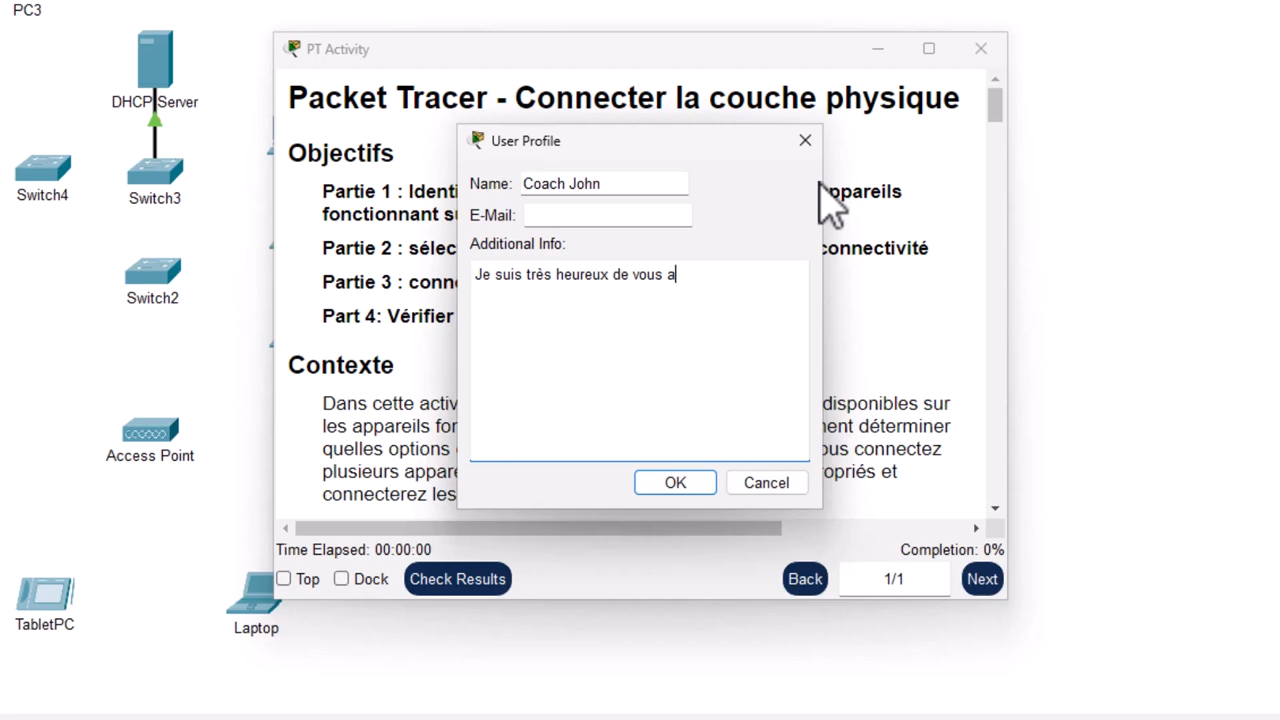 PC3
DHCP Server
Switch4
Switch3
Switch2
Access Point
TabletPC
Laptop
PT Activity
Packet Tracer - Connecter la couche physique
Objectifs
Partie 1 : Identi
appareils
fonctionnant su
Partie 2 : sélec
connectivité
Partie 3 : conne
Part 4: Vérifier
Contexte
Dans cette activ
disponibles sur
les appareils for
ment déterminer
quelles options
ous connectez
plusieurs appare
opriés et
connecterez les
User Profile
Name: Coach John
E-Mail:
Additional Info:
Je suis très heureux de vous a
OK Cancel
Time Elapsed: 00:00:00
Completion: 0%
Top Dock Check Results Back 1/1 Next